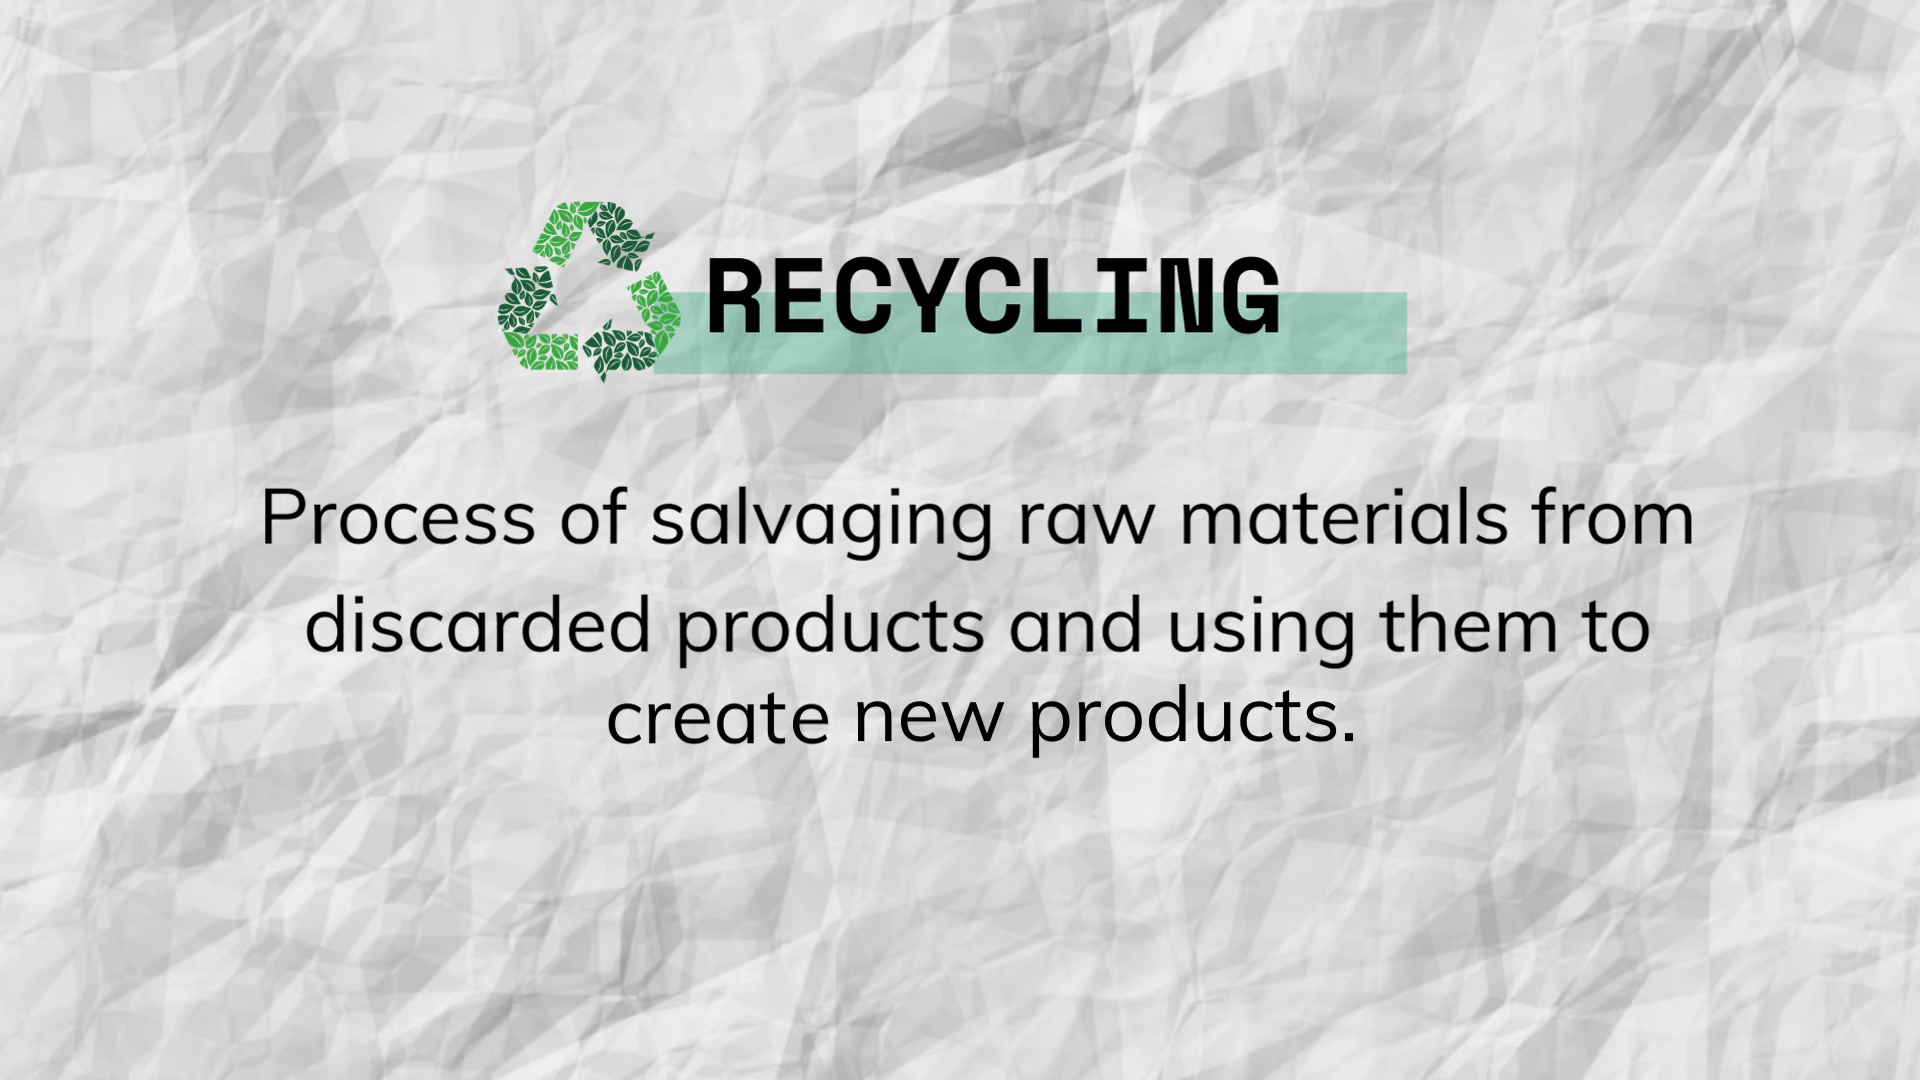 RECYCLING
Process of salvaging raw materials from
discarded products and using them to
create new products.